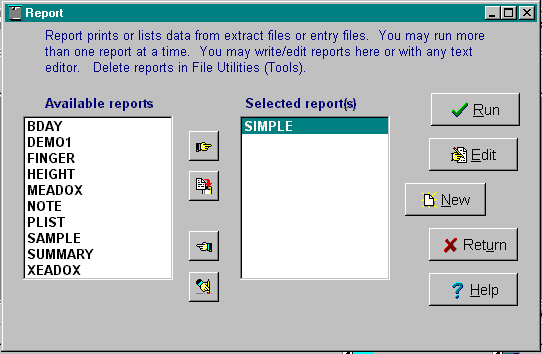 Report
Report prints or lists data from extract files or entry files. You may run more
than one report at a time. You may write/edit reports here or with any text
editor. Delete reports in File Utilities (Tools).
Available reports
BDAY
DEMO1
FINGER
HEIGHT
MEADOX
NOTE
PLIST
SAMPLE
SUMMARY
XEADOX
Selected report(s)
SIMPLE
Run
Edit
New
Return
Help